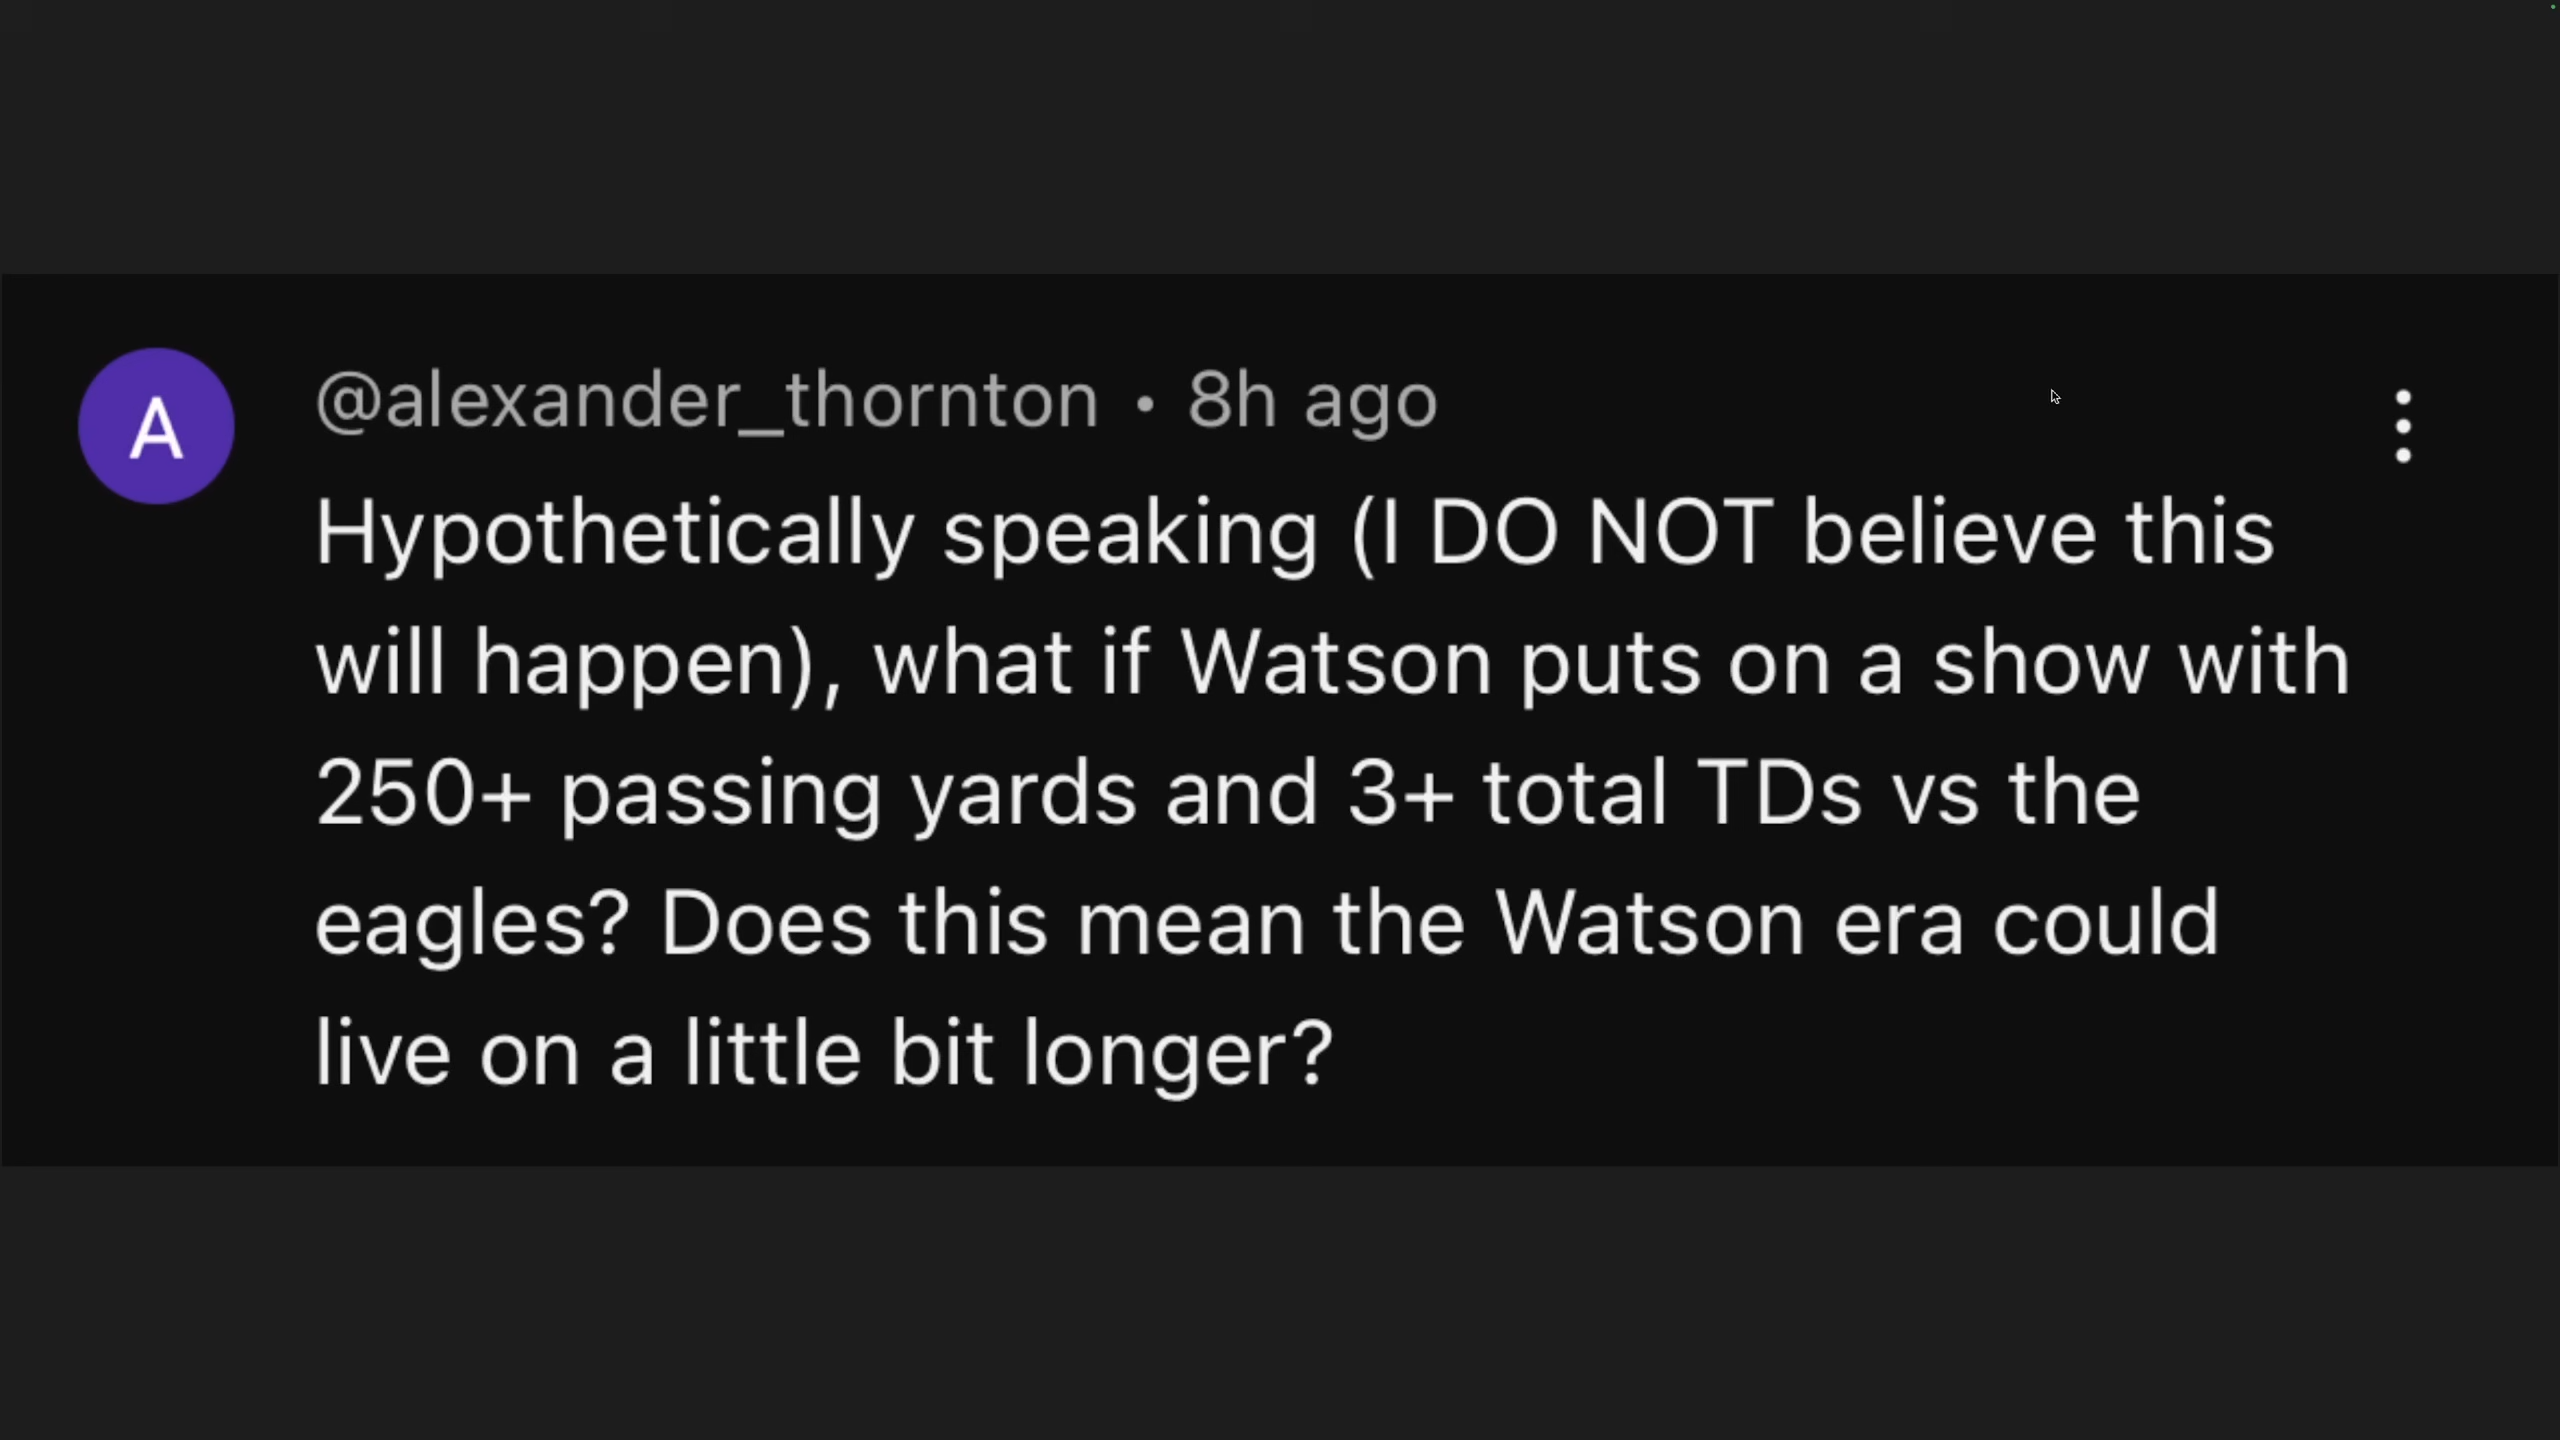 A
@alexander_thornton • 8h ago
Hypothetically speaking (I DO NOT believe this
will happen), what if Watson puts on a show with
250+ passing yards and 3+ total TDs vs the
eagles? Does this mean the Watson era could
live on a little bit longer?